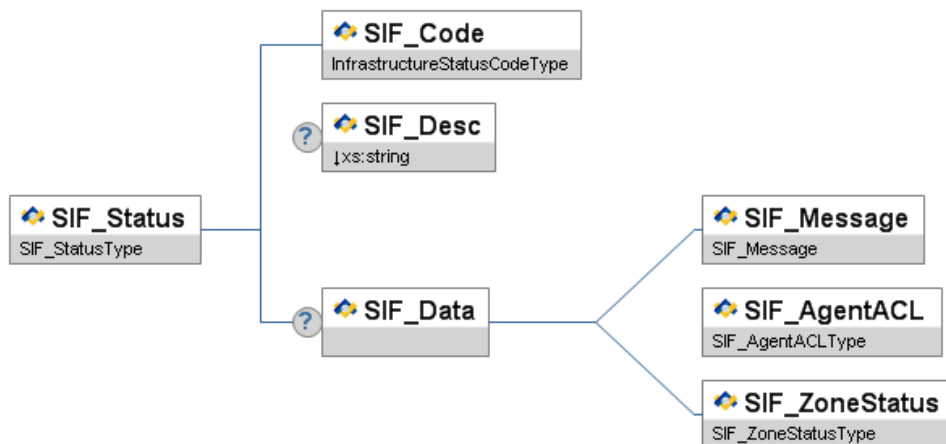 SIF_Code
InfrastructureStatusCodeType
?
SIF_Desc
↓xs:string
SIF_Status
SIF_StatusType
?
SIF_Data
SIF_Message
SIF_Message
SIF_AgentACL
SIF_AgentACLType
SIF_ZoneStatus
SIF_ZoneStatusType